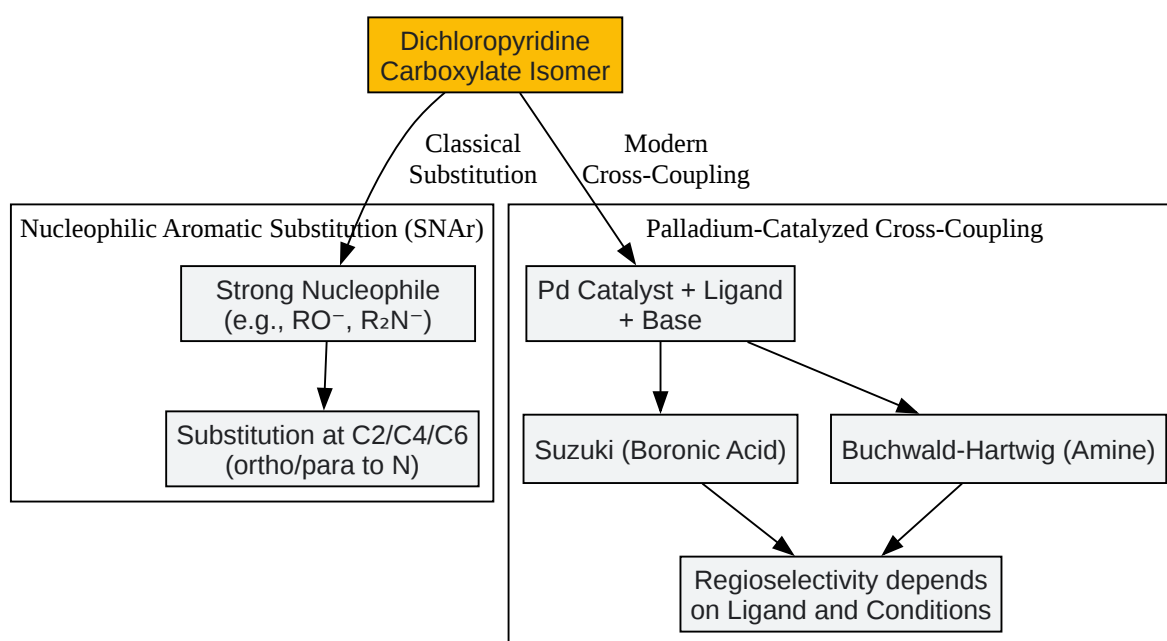 Dichloropyridine
Carboxylate Isomer
Classical
Substitution
Modern
Cross-Coupling
Nucleophilic Aromatic Substitution (SNAr)
Strong Nucleophile
(e.g., RO⁻, R₂N⁻)
Substitution at C2/C4/C6
(ortho/para to N)
Palladium-Catalyzed Cross-Coupling
Pd Catalyst + Ligand
+ Base
Suzuki (Boronic Acid)
Buchwald-Hartwig (Amine)
Regioselectivity depends
on Ligand and Conditions